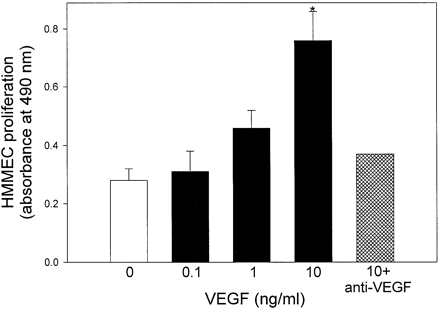 HMMEC proliferation
(absorbance at 490 nm)
0.8
0.6
0.4
0.2
0.0
*
0 0.1 1 10 10+
anti-VEGF
VEGF (ng/ml)